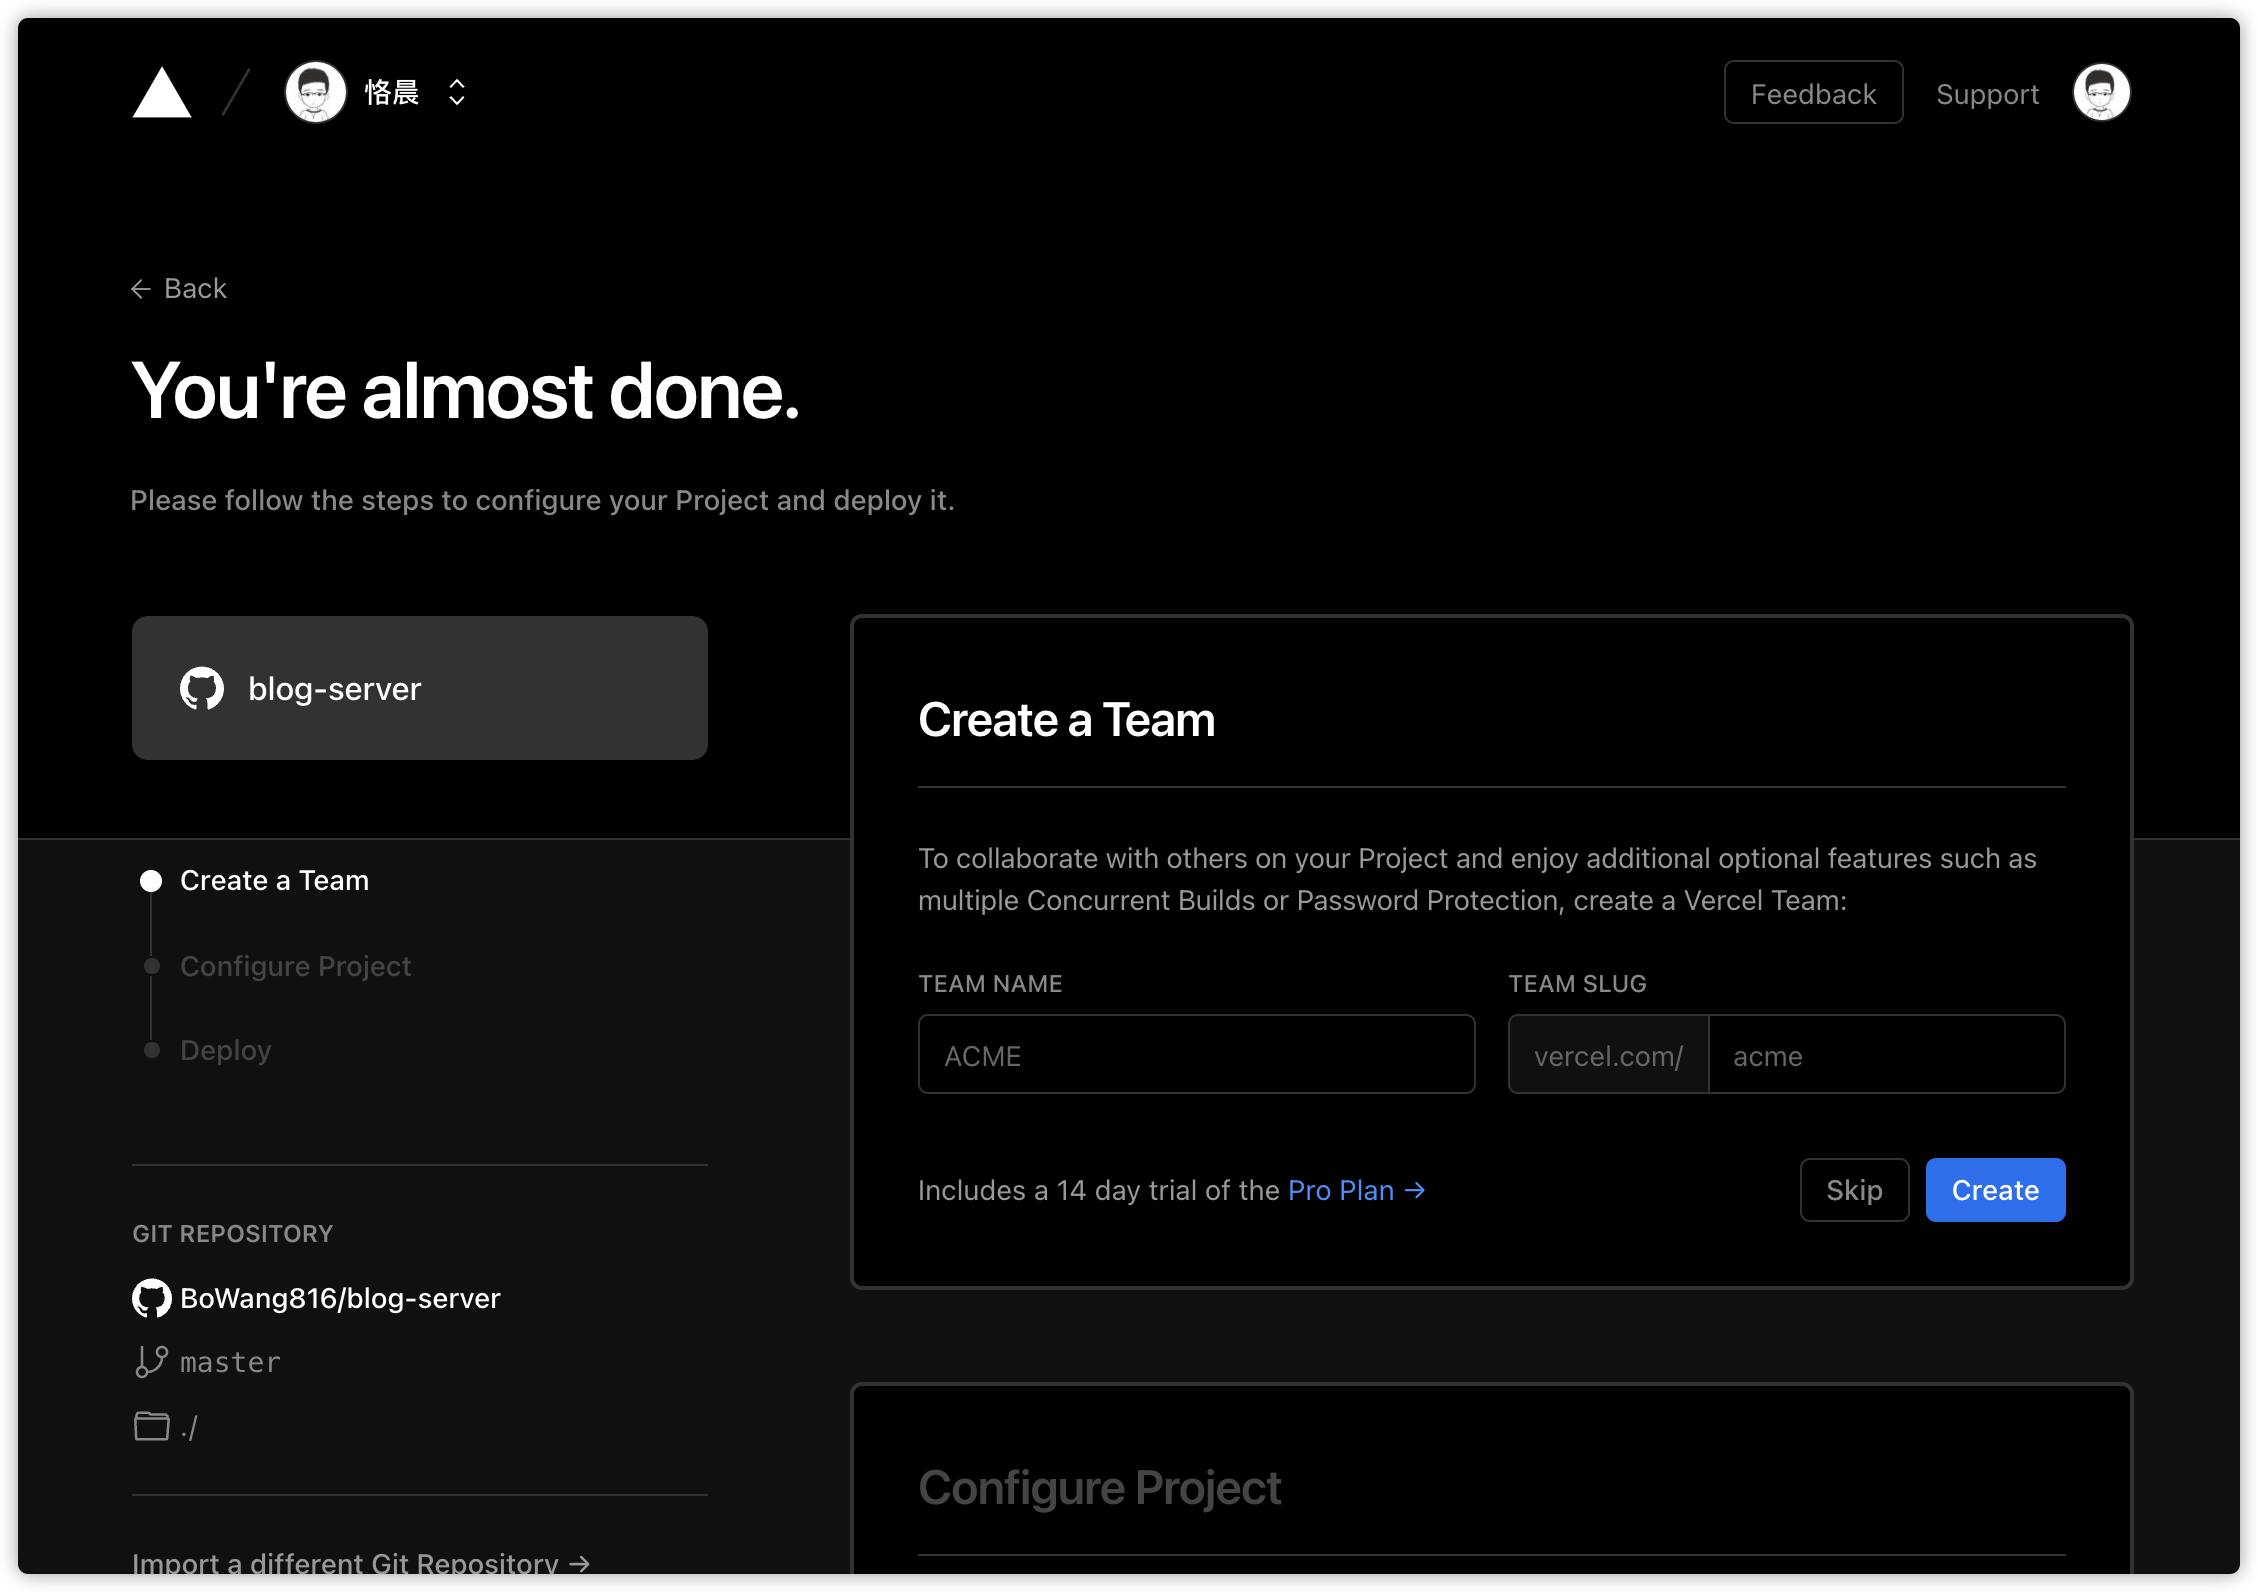 恪晨
Feedback
Support
← Back
You're almost done.
Please follow the steps to configure your Project and deploy it.
blog-server
Create a Team
Configure Project
Deploy
GIT REPOSITORY
BoWang816/blog-server
master
./
Import a different Git Repository →
Create a Team
To collaborate with others on your Project and enjoy additional optional features such as
multiple Concurrent Builds or Password Protection, create a Vercel Team:
TEAM NAME
ACME
TEAM SLUG
vercel.com/ acme
Includes a 14 day trial of the Pro Plan →
Skip
Create
Configure Project